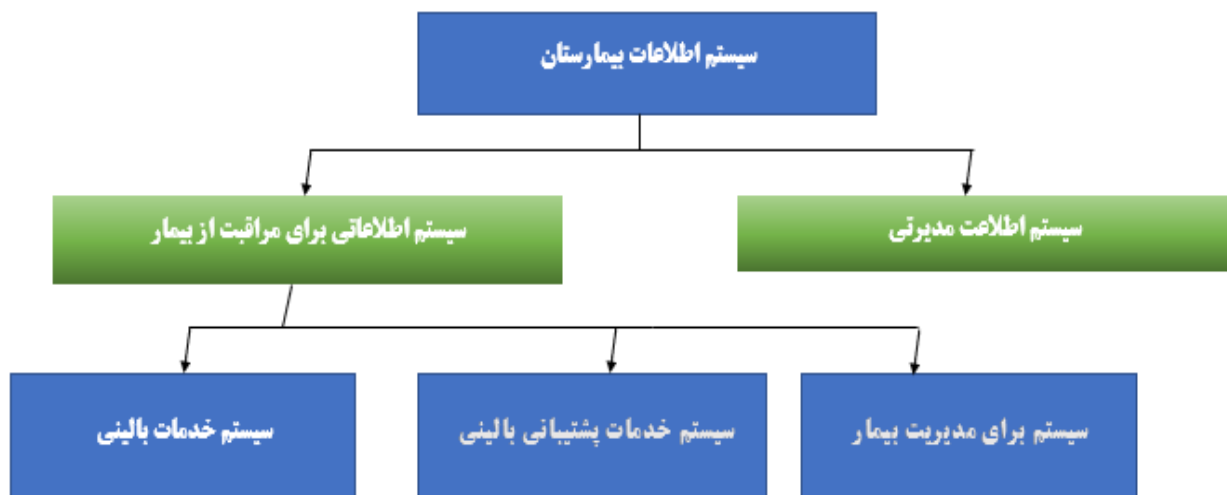 سیستم اطلاعات بیمارستان
سیستم اطلاعت مدیرتی
سیستم اطلاعاتی برای مراقبت از بیمار
سیستم برای مدیریت بیمار
سیستم خدمات پشتیبانی بالینی
سیستم خدمات بالینی